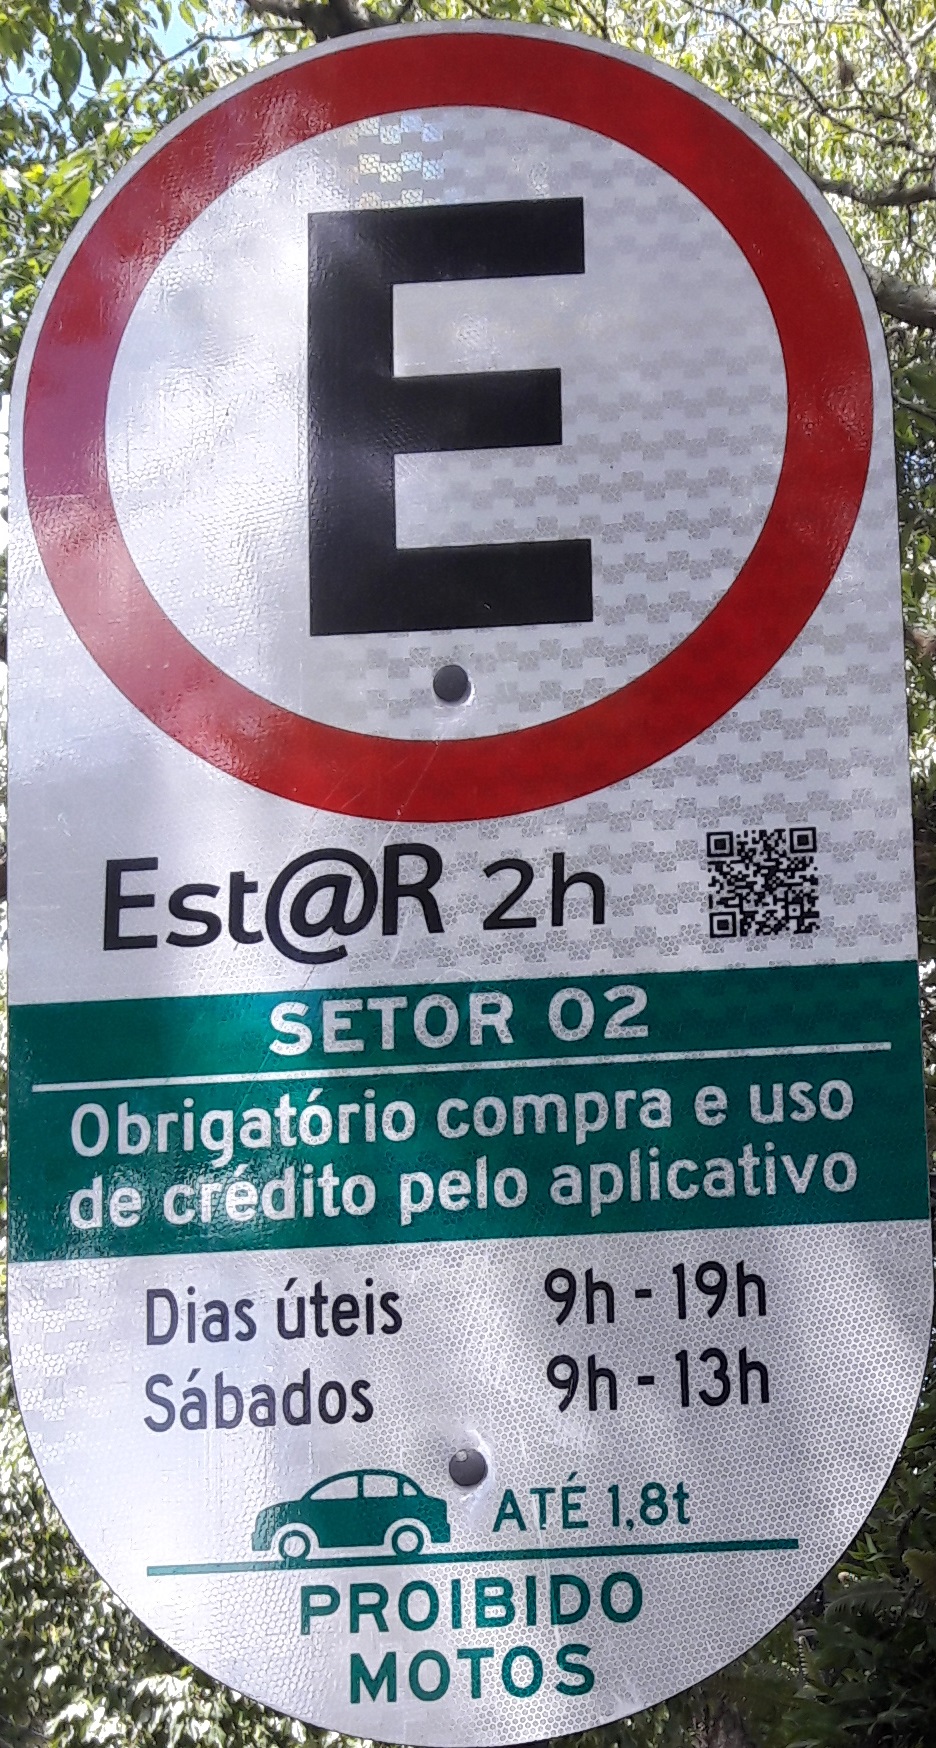 E
Est@R 2h
SETOR 02
Obrigatório compra e uso
de crédito pelo aplicativo
Dias úteis 9h - 19h
Sábados 9h - 13h
ATÉ 1,8t
PROIBIDO
MOTOS